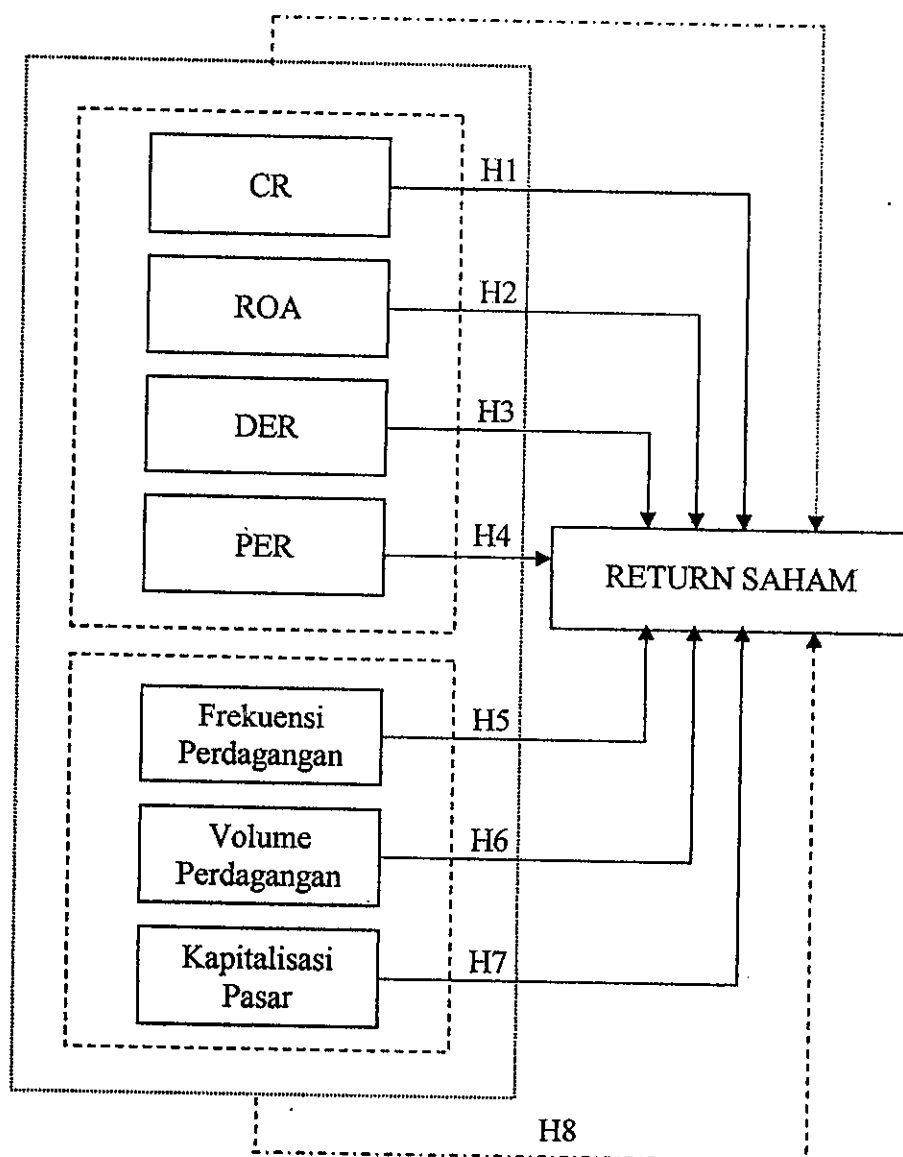 CR
H1
ROA
H2
DER
H3
PER
H4
RETURN SAHAM
Frekuensi
Perdagangan
H5
Volume
Perdagangan
H6
Kapitalisasi
Pasar
H7
H8